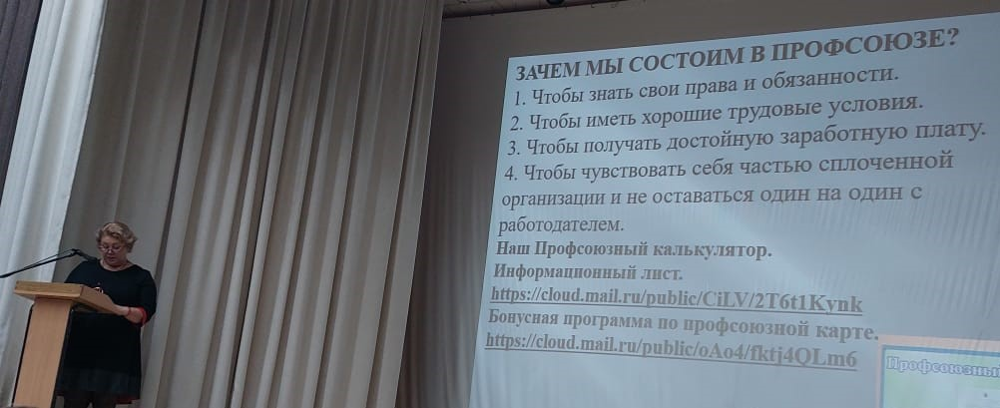 ЗАЧЕМ МЫ СОСТОИМ В ПРОФСОЮЗЕ?
1. Чтобы знать свои права и обязанности.
2. Чтобы иметь хорошие трудовые условия.
3. Чтобы получать достойную заработную плату.
4. Чтобы чувствовать себя частью сплоченной
организации и не оставаться один на один с
работодателем.
Наш Профсоюзный калькулятор.
Информационный лист.
https://cloud.mail.ru/public/CiLV/2T6t1Kynk
Бонусная программа по профсоюзной карте.
https://cloud.mail.ru/public/oAo4/fktj4QLm6